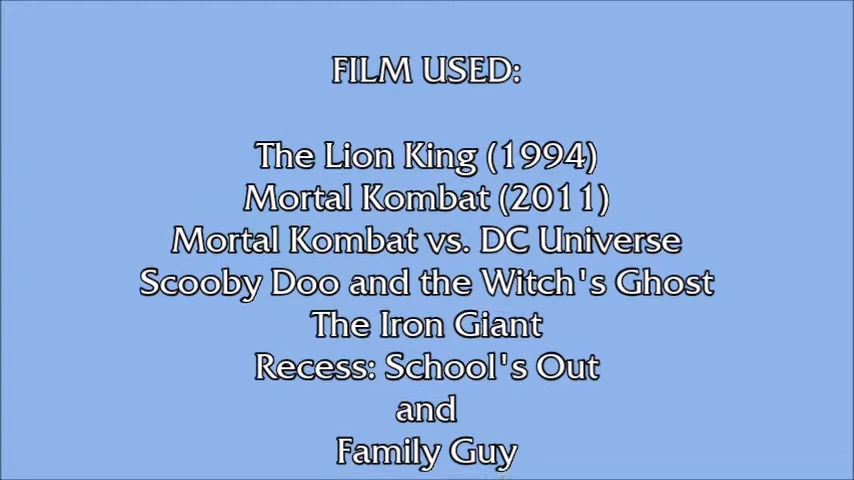 FILM USED:
The Lion King (1994)
Mortal Kombat (2011)
Mortal Kombat vs. DC Universe
Scooby Doo and the Witch's Ghost
The Iron Giant
Recess: School's Out
and
Family Guy